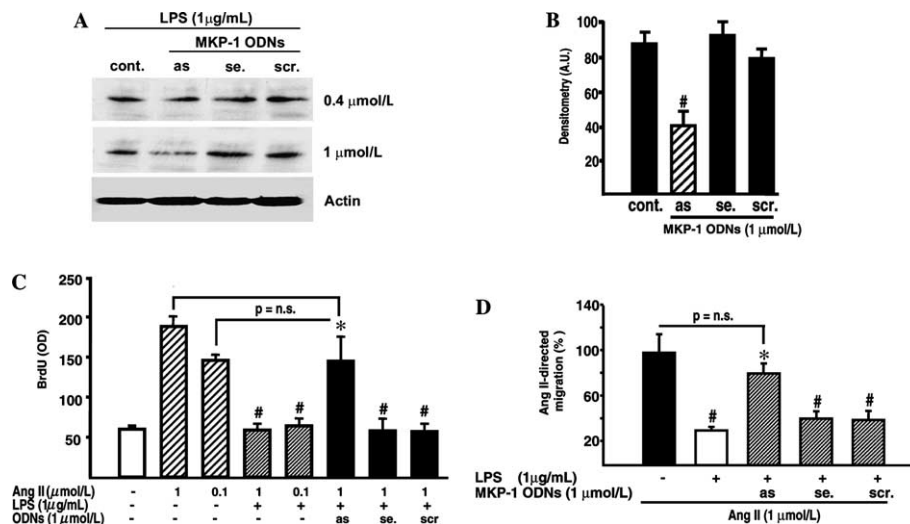 A
LPS (1μg/mL)
MKP-1 ODNs
cont. as se. scr.
0.4 μmol/L
1 μmol/L
Actin
B
Densitometry (A.U.)
100
80
60
40
20
#
cont. as se. scr.
MKP-1 ODNs (1 μmol/L)
C
BrdU (OD)
250
200
150
100
50
p = n.s.
*
# # # #
Ang II (μmol/L) - 1 0.1 1 0.1 1 1 1
LPS (1μg/mL) - - - + + + + +
ODNs (1 μmol/L) as se. scr
D
Ang II-directed
migration (% )
140
100
60
20
p = n.s.
*
# # #
LPS (1μg/mL) - + + + +
MKP-1 ODNs (1 μmol/L) as se. scr.
Ang II (1 μmol/L)